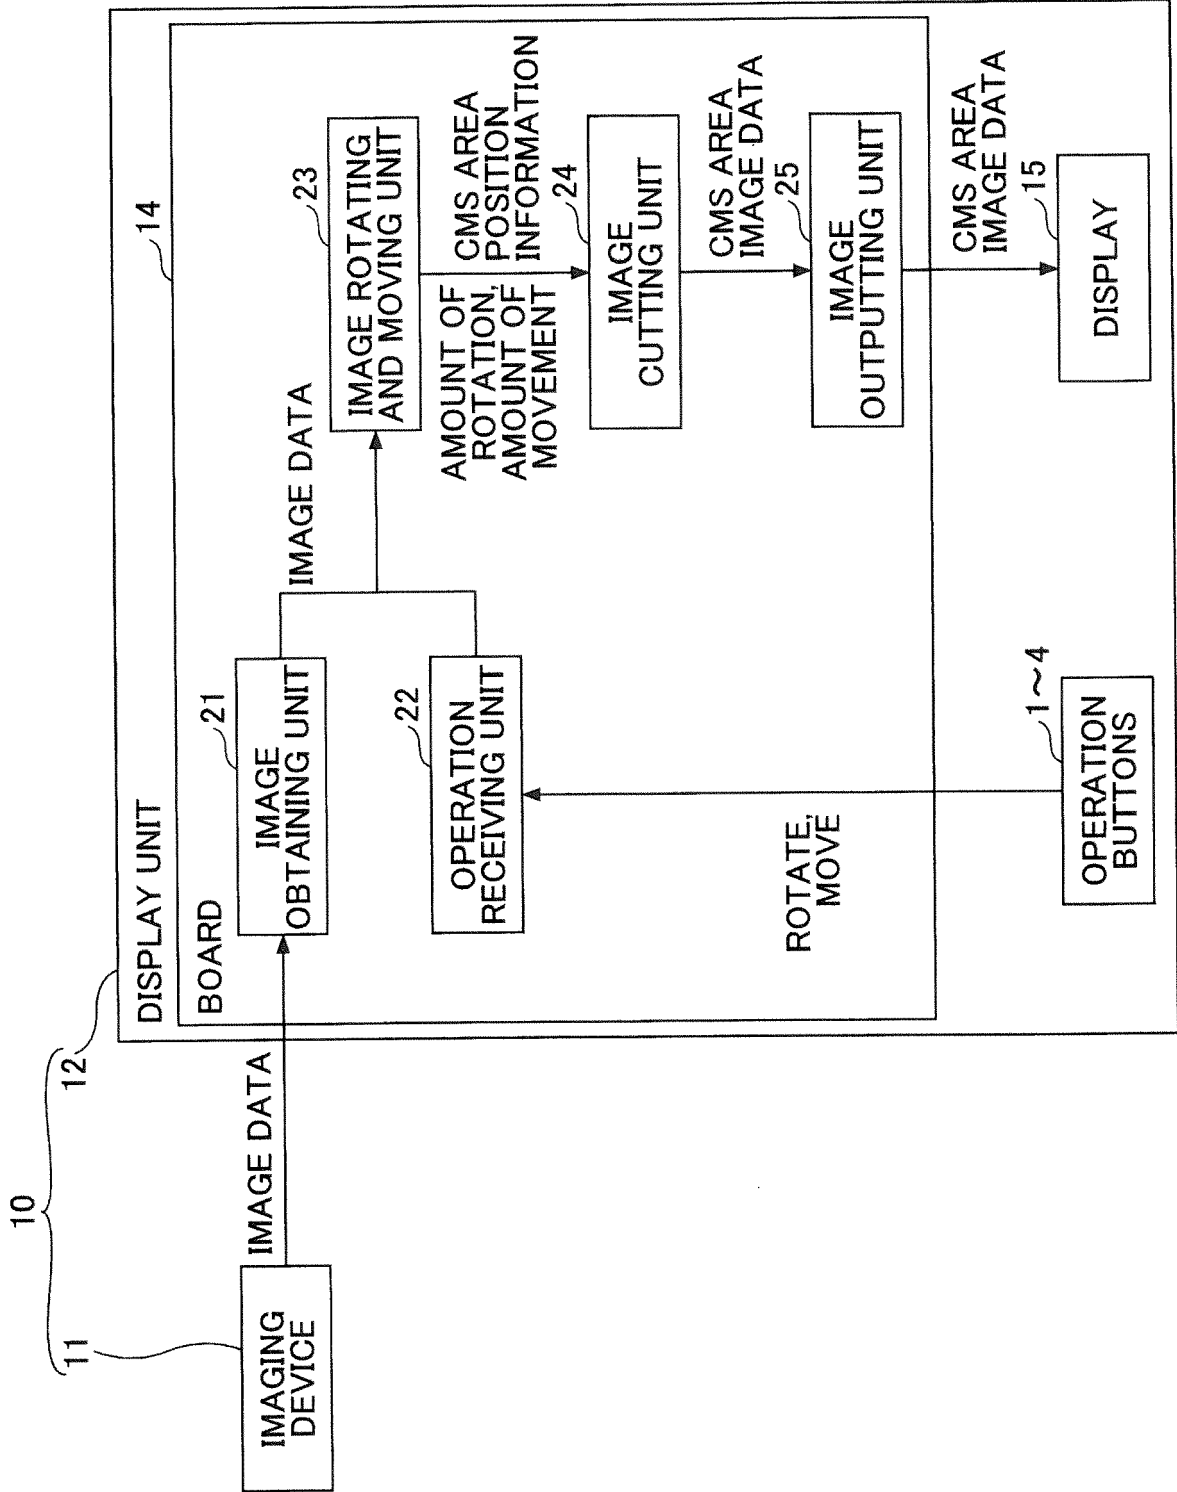 10
11
12
IMAGING
DEVICE
IMAGE DATA
DISPLAY UNIT
BOARD
14
21
IMAGE
OBTAINING UNIT
22
OPERATION
RECEIVING UNIT
IMAGE DATA
23
IMAGE ROTATING
AND MOVING UNIT
AMOUNT OF
ROTATION,
AMOUNT OF
MOVEMENT
CMS AREA
POSITION
INFORMATION
24
IMAGE
CUTTING UNIT
CMS AREA
IMAGE DATA
25
IMAGE
OUTPUTTING UNIT
ROTATE,
MOVE
1~4
OPERATION
BUTTONS
CMS AREA
IMAGE DATA
15
DISPLAY